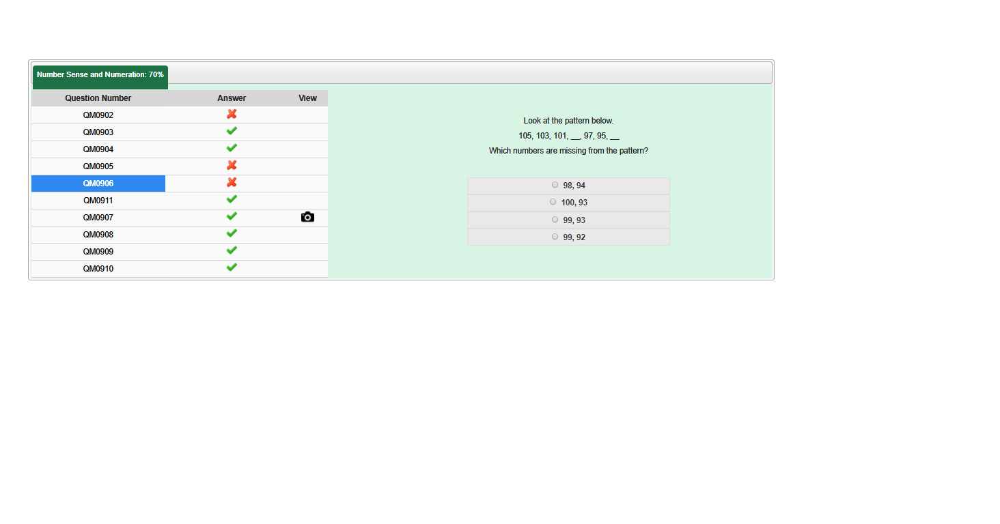 Number Sense and Numeration: 70%
Question Number Answer View
QM0902
QM0903
QM0904
QM0905
QM0906
QM0911
QM0907
QM0908
QM0909
QM0910
Look at the pattern below.
105, 103, 101, __, 97, 95, __
Which numbers are missing from the pattern?
98, 94
100, 93
99, 93
99, 92